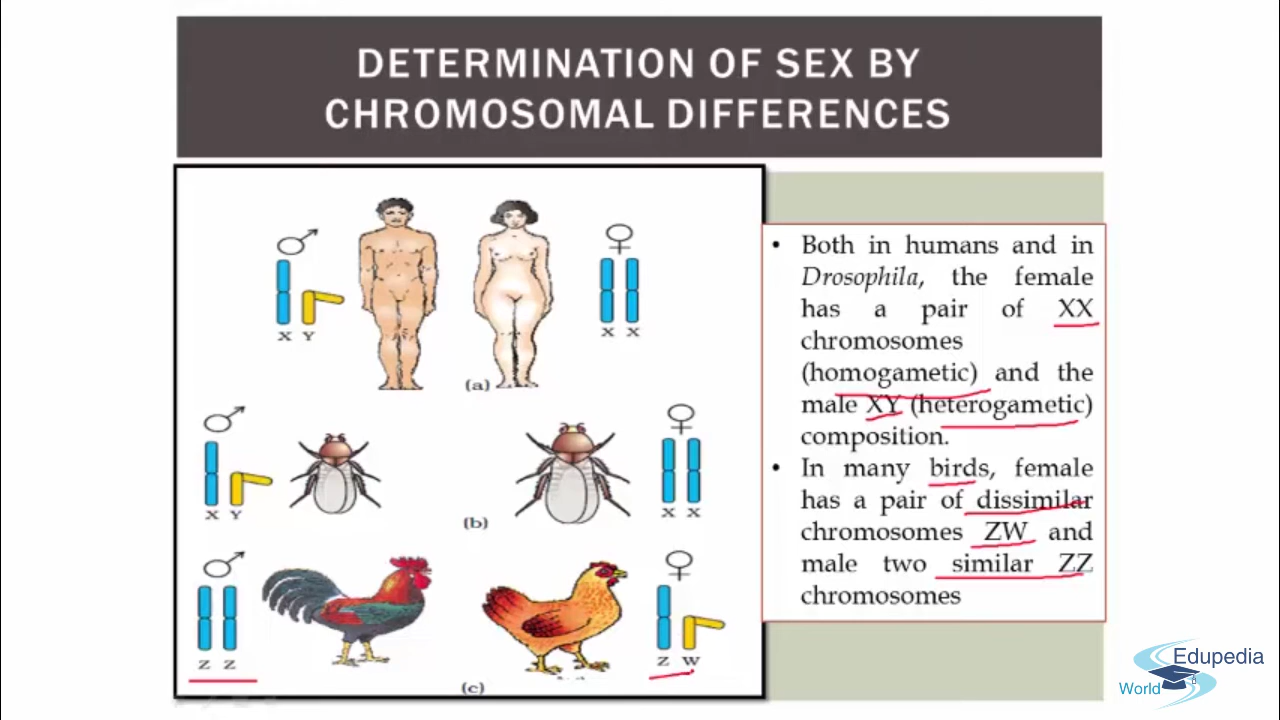 DETERMINATION OF SEX BY
CHROMOSOMAL DIFFERENCES
X Y
X X
(a)
X Y
X X
(b)
Z Z
Z W
(c)
• Both in humans and in
Drosophila, the female
has a pair of XX
chromosomes
(homogametic) and the
male XY (heterogametic)
composition.
• In many birds, female
has a pair of dissimilar
chromosomes ZW and
male two similar ZZ
chromosomes
Edupedia
World